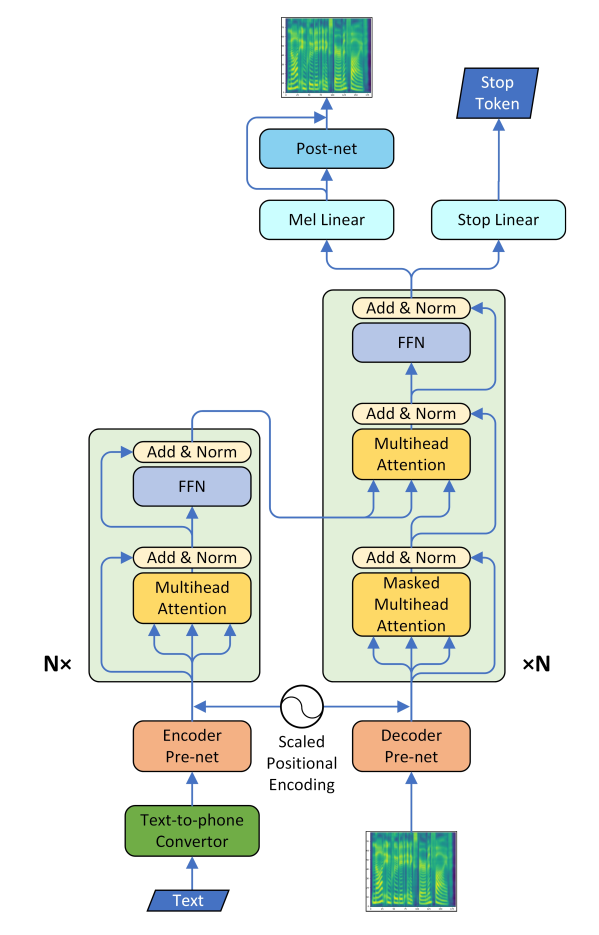 Stop
Token
Post-net
Mel Linear
Stop Linear
Add & Norm
FFN
Add & Norm
Multihead
Attention
Add & Norm
Masked
Multihead
Attention
×N
Add & Norm
FFN
Add & Norm
Multihead
Attention
N×
Encoder
Pre-net
Scaled
Positional
Encoding
Decoder
Pre-net
Text-to-phone
Convertor
Text